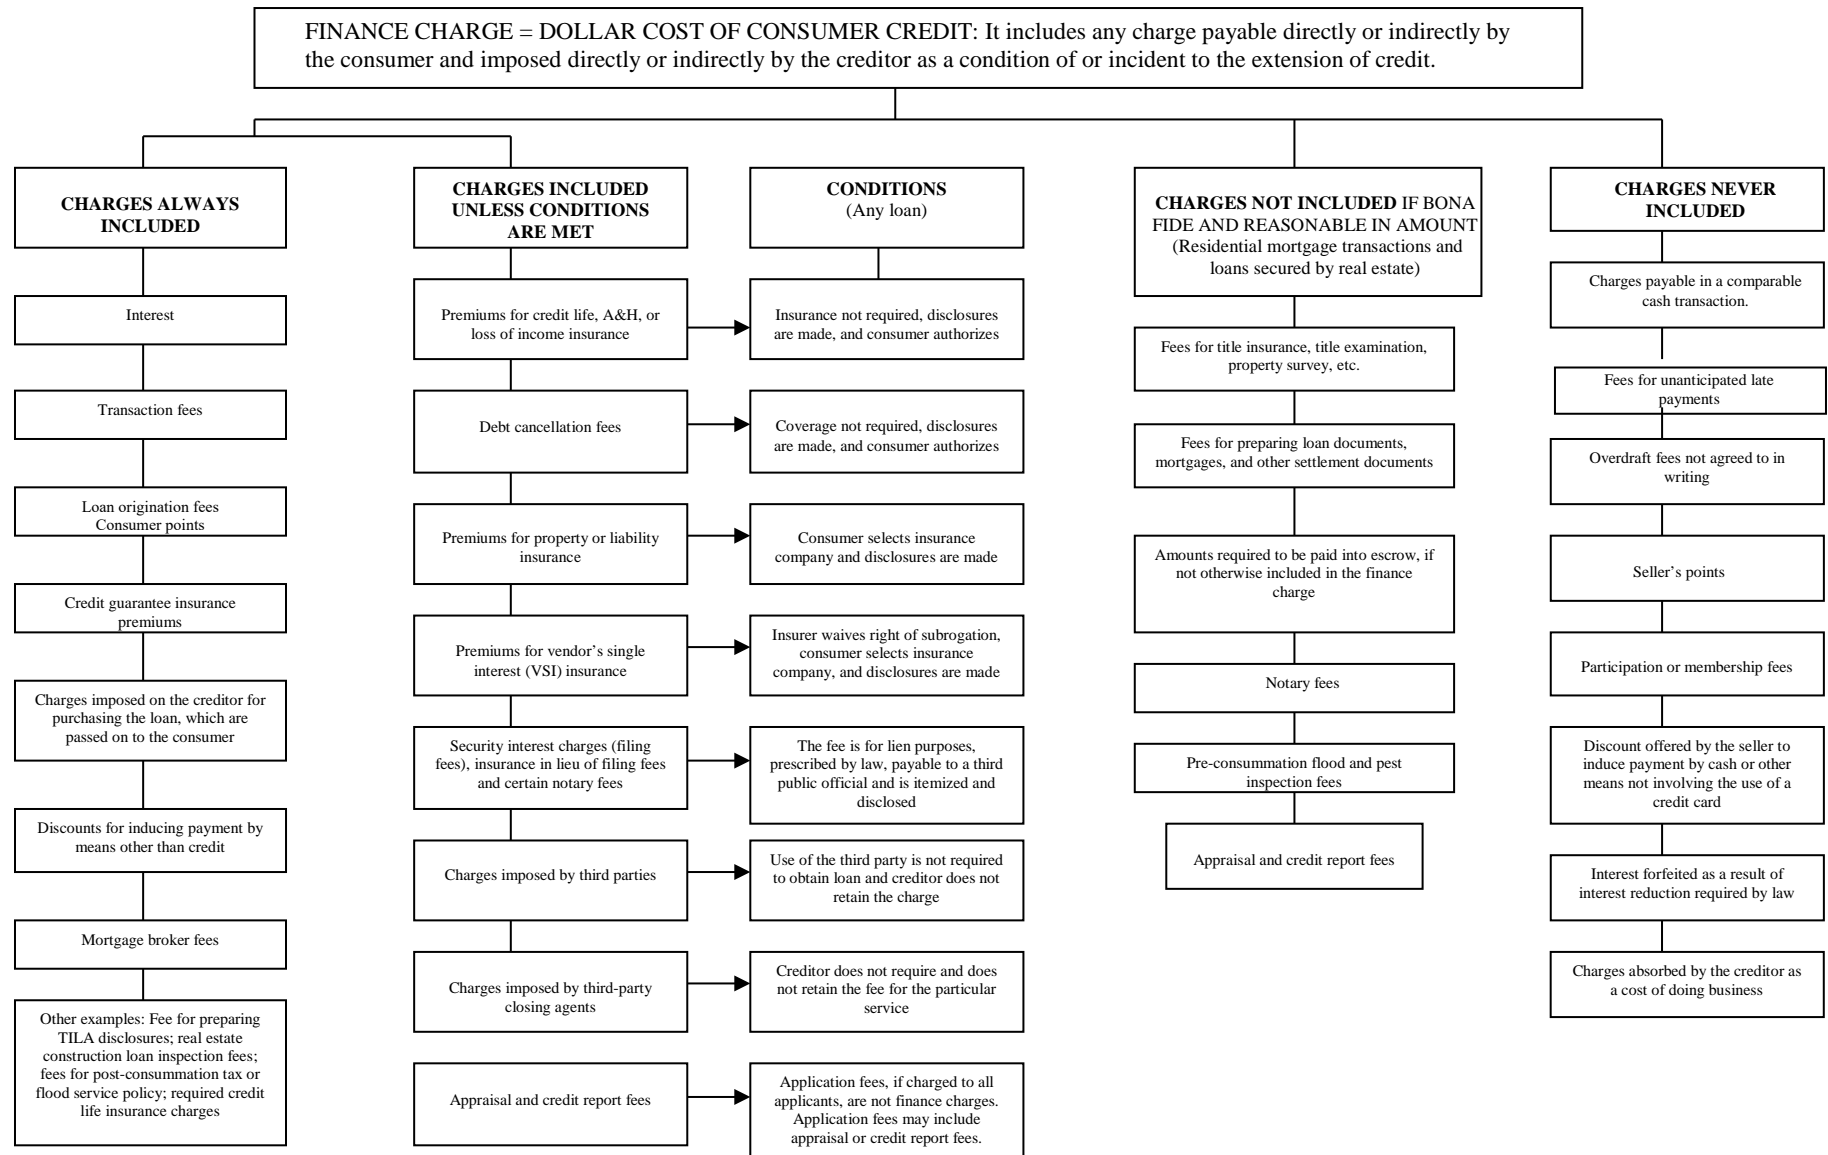 FINANCE CHARGE = DOLLAR COST OF CONSUMER CREDIT: It includes any charge payable directly or indirectly by
the consumer and imposed directly or indirectly by the creditor as a condition of or incident to the extension of credit.
CHARGES ALWAYS
INCLUDED
Interest
Transaction fees
Loan origination fees
Consumer points
Credit guarantee insurance
premiums
Charges imposed on the creditor for
purchasing the loan, which are
passed on to the consumer
Discounts for inducing payment by
means other than credit
Mortgage broker fees
Other examples: Fee for preparing
TILA disclosures; real estate
construction loan inspection fees;
fees for post-consummation tax or
flood service policy; required credit
life insurance charges
CHARGES INCLUDED
UNLESS CONDITIONS
ARE MET
CONDITIONS
(Any loan)
Premiums for credit life, A&H, or
loss of income insurance
Insurance not required, disclosures
are made, and consumer authorizes
Debt cancellation fees
Coverage not required, disclosures
are made, and consumer authorizes
Premiums for property or liability
insurance
Consumer selects insurance
company and disclosures are made
Premiums for vendor's single
interest (VSI) insurance
Insurer waives right of subrogation,
consumer selects insurance
company, and disclosures are made
Security interest charges (filing
fees), insurance in lieu of filing fees
and certain notary fees
The fee is for lien purposes,
prescribed by law, payable to a third
public official and is itemized and
disclosed
Charges imposed by third parties
Use of the third party is not required
to obtain loan and creditor does not
retain the charge
Charges imposed by third-party
closing agents
Creditor does not require and does
not retain the fee for the particular
service
Appraisal and credit report fees
Application fees, if charged to all
applicants, are not finance charges.
Application fees may include
appraisal or credit report fees.
CHARGES NOT INCLUDED IF BONA
FIDE AND REASONABLE IN AMOUNT
(Residential mortgage transactions and
loans secured by real estate)
Fees for title insurance, title examination,
property survey, etc.
Fees for preparing loan documents,
mortgages, and other settlement documents
Amounts required to be paid into escrow, if
not otherwise included in the finance
charge
Notary fees
Pre-consummation flood and pest
inspection fees
Appraisal and credit report fees
CHARGES NEVER
INCLUDED
Charges payable in a comparable
cash transaction.
Fees for unanticipated late
payments
Overdraft fees not agreed to in
writing
Seller's points
Participation or membership fees
Discount offered by the seller to
induce payment by cash or other
means not involving the use of a
credit card
Interest forfeited as a result of
interest reduction required by law
Charges absorbed by the creditor as
a cost of doing business